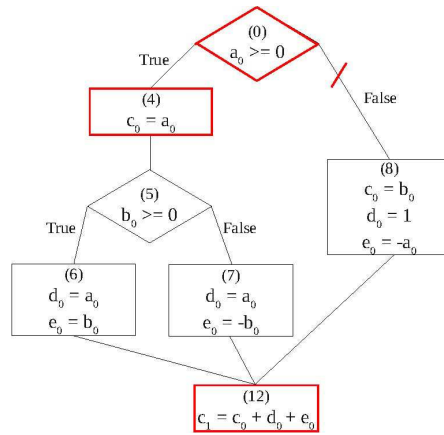 (0)
a₀ >= 0
True
False
(4)
c₀ = a₀
(5)
b₀ >= 0
True
False
(8)
c₀ = b₀
d₀ = 1
e₀ = -a₀
(6)
d₀ = a₀
e₀ = b₀
(7)
d₀ = a₀
e₀ = -b₀
(12)
c₁ = c₀ + d₀ + e₀